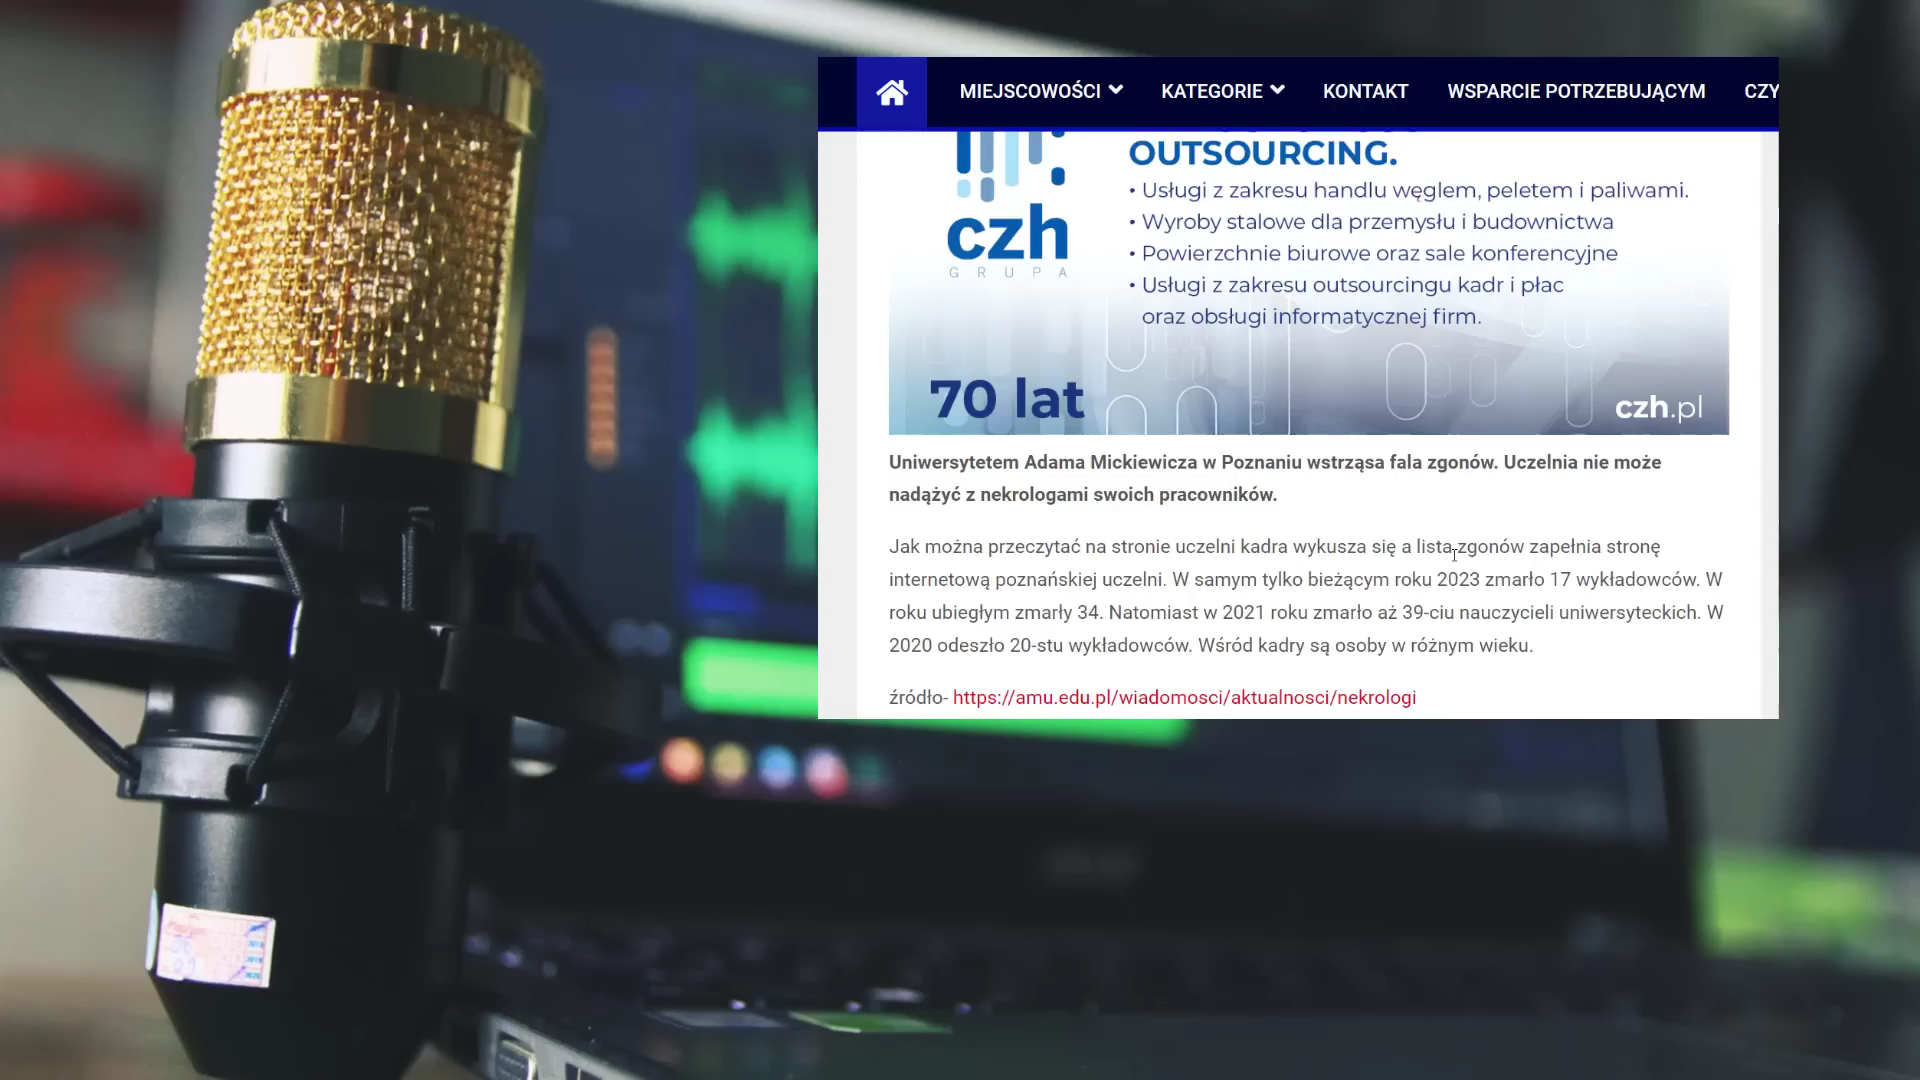 MIEJSCOWOŚCI KATEGORIE KONTAKT WSPARCIE POTRZEBUJĄCYM CZY
OUTSOURCING.
• Usługi z zakresu handlu węglem, peletem i paliwami.
• Wyroby stalowe dla przemysłu i budownictwa
• Powierzchnie biurowe oraz sale konferencyjne
• Usługi z zakresu outsourcingu kadr i płac
oraz obsługi informatycznej firm.
czh
GRUPA
70 lat
czh.pl
Uniwersytetem Adama Mickiewicza w Poznaniu wstrząsa fala zgonów. Uczelnia nie może
nadążyć z nekrologami swoich pracowników.
Jak można przeczytać na stronie uczelni kadra wykusza się a lista zgonów zapełnia stronę
internetową poznańskiej uczelni. W samym tylko bieżącym roku 2023 zmarło 17 wykładowców. W
roku ubiegłym zmarły 34. Natomiast w 2021 roku zmarło aż 39-ciu nauczycieli uniwersyteckich. W
2020 odeszło 20-stu wykładowców. Wśród kadry są osoby w różnym wieku.
źródło- https://amu.edu.pl/wiadomosci/aktualnosci/nekrologi